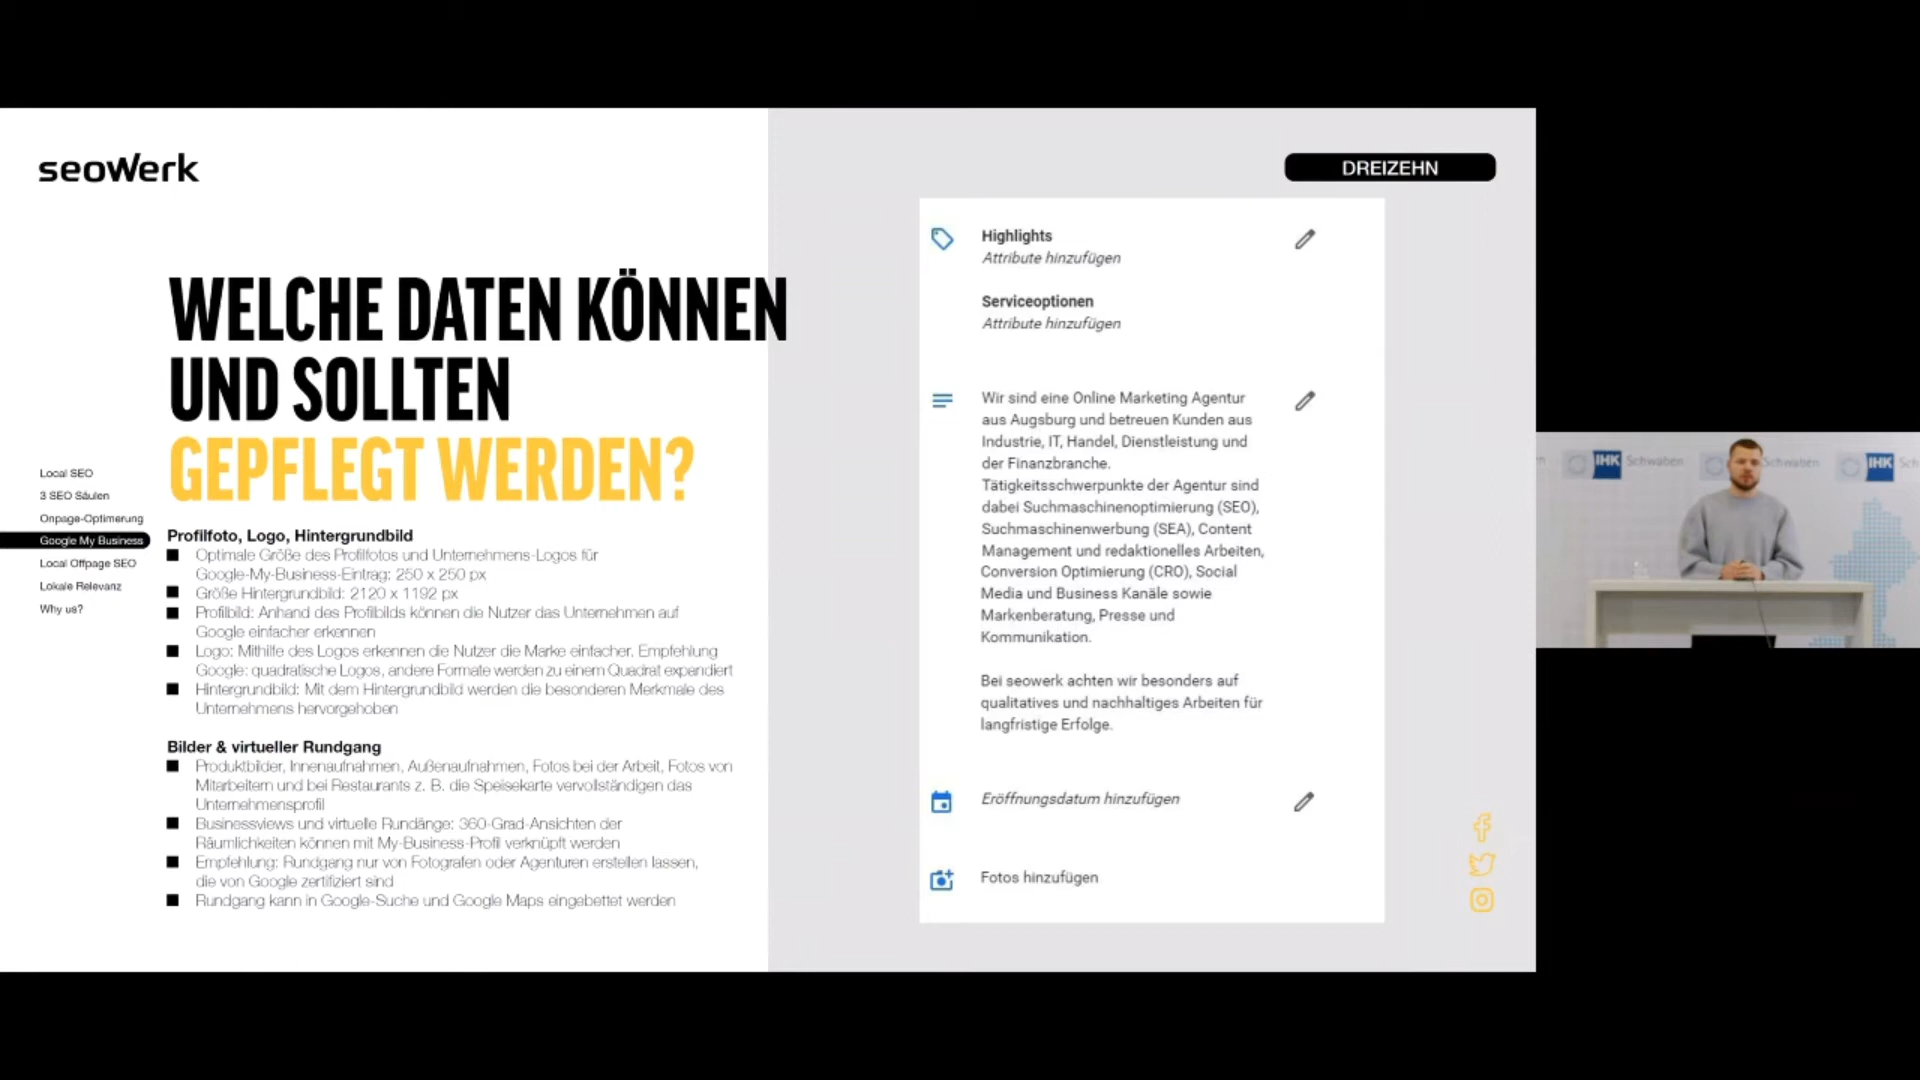 seoWerk
DREIZEHN
WELCHE DATEN KÖNNEN
UND SOLLTEN
GEPFLEGT WERDEN?
Local SEO
3 SEO Säulen
Onpage-Optimerung
Google My Business
Local Offpage SEO
Lokale Relevanz
Why us?
Profilfoto, Logo, Hintergrundbild
Optimale Größe des Profilfotos und Unternehmens-Logos für
Google-My-Business-Eintrag: 250 x 250 px
Größe Hintergrundbild: 2120 x 1192 px
Profilbild: Anhand des Profilbilds können die Nutzer das Unternehmen auf
Google einfacher erkennen
Logo: Mithilfe des Logos erkennen die Nutzer die Marke einfacher. Empfehlung
Google: quadratische Logos, andere Formate werden zu einem Quadrat expandiert
Hintergrundbild: Mit dem Hintergrundbild werden die besonderen Merkmale des
Unternehmens hervorgehoben
Bilder & virtueller Rundgang
Produktbilder, Innenaufnahmen, Außenaufnahmen, Fotos bei der Arbeit, Fotos von
Mitarbeitern und bei Restaurants z. B. die Speisekarte vervollständigen das
Unternehmensprofil
Businessviews und virtuelle Rundänge: 360-Grad-Ansichten der
Räumlichkeiten können mit My-Business-Profil verknüpft werden
Empfehlung: Rundgang nur von Fotografen oder Agenturen erstellen lassen,
die von Google zertifiziert sind
Rundgang kann in Google-Suche und Google Maps eingebettet werden
Highlights
Attribute hinzufügen
Serviceoptionen
Attribute hinzufügen
Wir sind eine Online Marketing Agentur
aus Augsburg und betreuen Kunden aus
Industrie, IT, Handel, Dienstleistung und
der Finanzbranche.
Tätigkeitsschwerpunkte der Agentur sind
dabei Suchmaschinenoptimierung (SEO),
Suchmaschinenwerbung (SEA), Content
Management und redaktionelles Arbeiten,
Conversion Optimierung (CRO), Social
Media und Business Kanäle sowie
Markenberatung, Presse und
Kommunikation.
Bei seowerk achten wir besonders auf
qualitatives und nachhaltiges Arbeiten für
langfristige Erfolge.
Eröffnungsdatum hinzufügen
Fotos hinzufügen
IHK Schwaben
Schwaben
IHK Sch